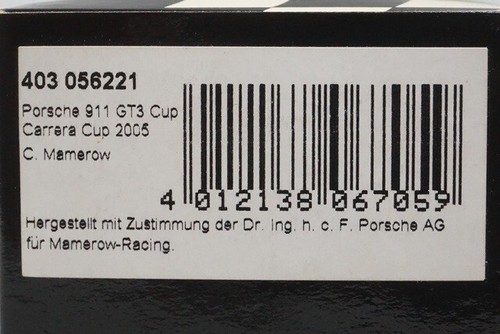 403 056221
Porsche 911 GT3 Cup
Carrera Cup 2005
C. Mamerow
4 012138 067059
Hergestellt mit Zustimmung der Dr. Ing. h. c. F. Porsche AG
für Mamerow-Racing.